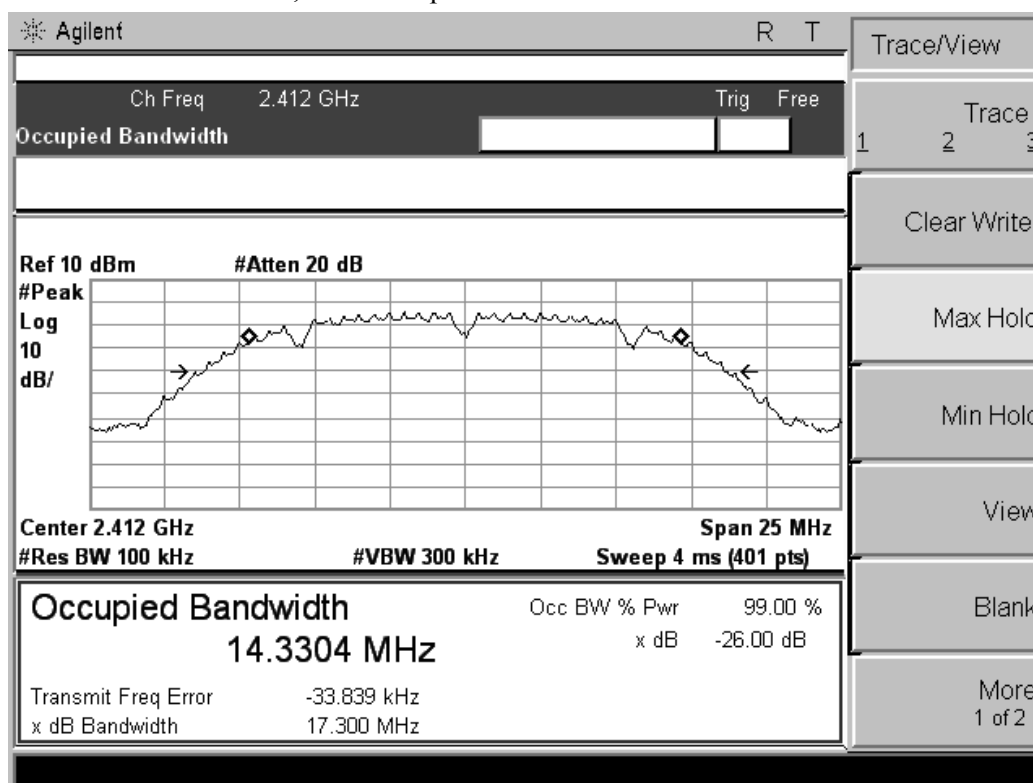 Agilent R T
Trace/View
Ch Freq 2.412 GHz Trig Free
Occupied Bandwidth
Trace
1 2 3
Clear Write
Ref 10 dBm #Atten 20 dB
#Peak
Log
10
dB/
Max Hold
Min Hold
View
Center 2.412 GHz Span 25 MHz
#Res BW 100 kHz #VBW 300 kHz Sweep 4 ms (401 pts)
Occupied Bandwidth
14.3304 MHz
Occ BW % Pwr 99.00 %
x dB -26.00 dB
Transmit Freq Error -33.839 kHz
x dB Bandwidth 17.300 MHz
Blank
More
1 of 2